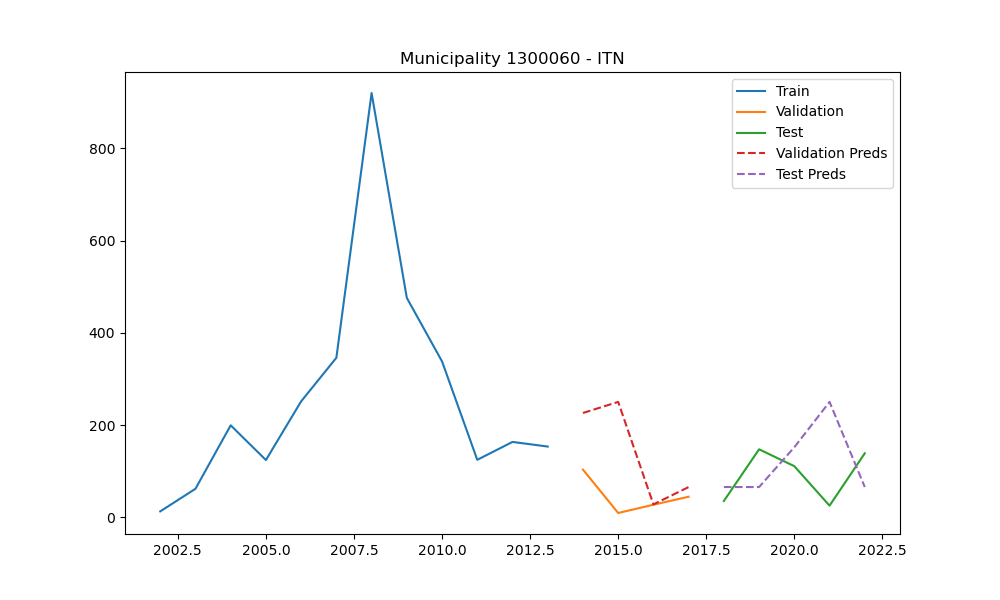 Municipality 1300060 - ITN
Train
Validation
Test
Validation Preds
Test Preds
800
600
400
200
0
2002.5 2005.0 2007.5 2010.0 2012.5 2015.0 2017.5 2020.0 2022.5